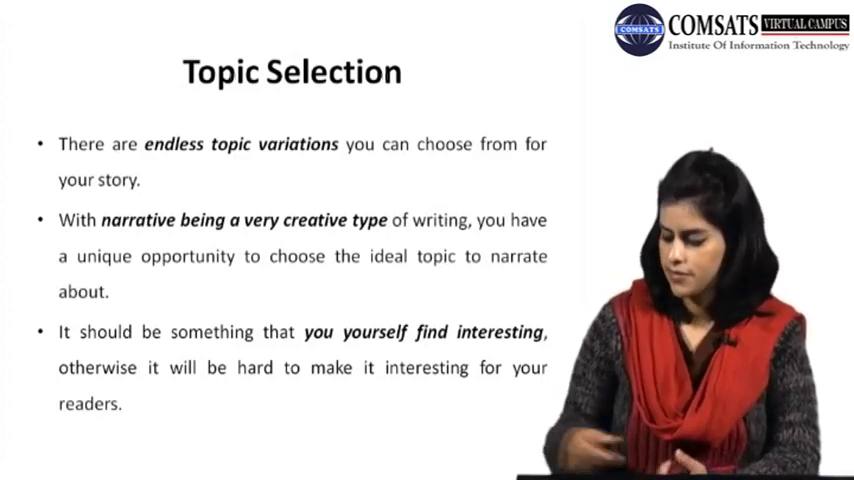 COMSATS VIRTUAL CAMPUS
COMSATS
Institute Of Information Technology
Topic Selection
• There are endless topic variations you can choose from for
your story.
• With narrative being a very creative type of writing, you have
a unique opportunity to choose the ideal topic to narrate
about.
• It should be something that you yourself find interesting,
otherwise it will be hard to make it interesting for your
readers.